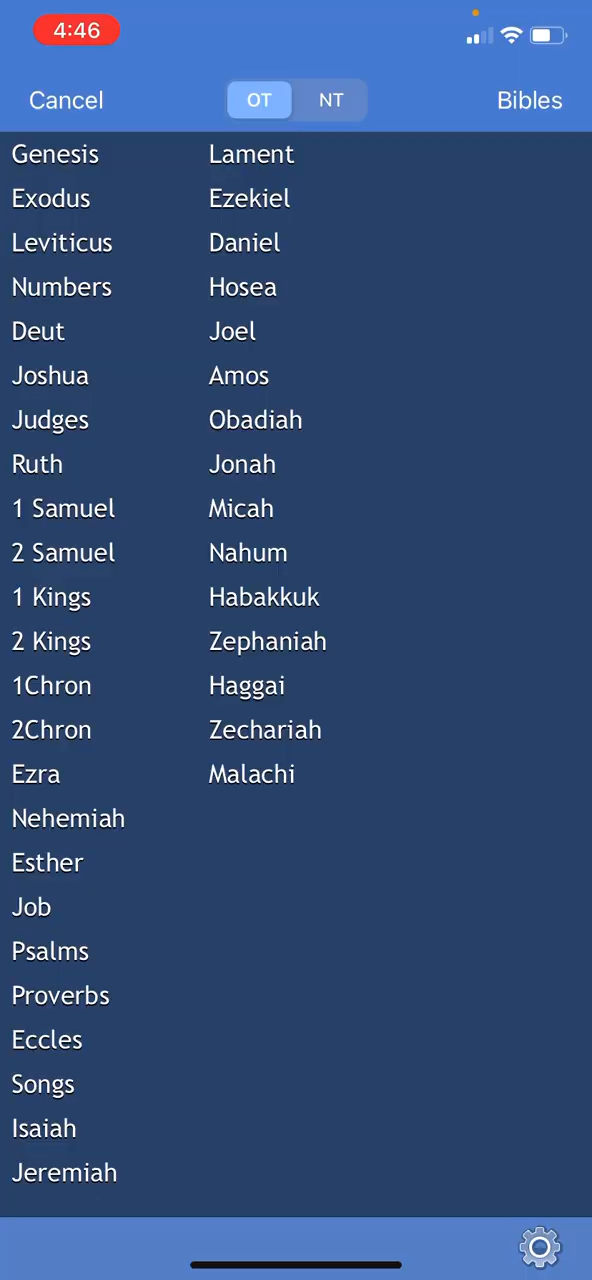 4:46
Cancel
OT
NT
Bibles
Genesis
Exodus
Leviticus
Numbers
Deut
Joshua
Judges
Ruth
1 Samuel
2 Samuel
1 Kings
2 Kings
1Chron
2Chron
Ezra
Nehemiah
Esther
Job
Psalms
Proverbs
Eccles
Songs
Isaiah
Jeremiah
Lament
Ezekiel
Daniel
Hosea
Joel
Amos
Obadiah
Jonah
Micah
Nahum
Habakkuk
Zephaniah
Haggai
Zechariah
Malachi